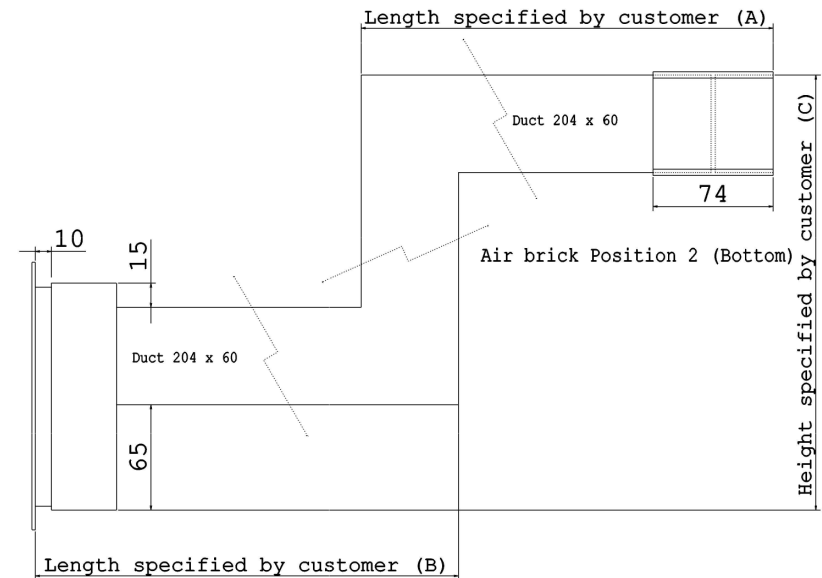 Length specified by customer (A)
Duct 204 x 60
74
Height specified by customer (C)
10
15
Air brick Position 2 (Bottom)
Duct 204 x 60
65
Length specified by customer (B)